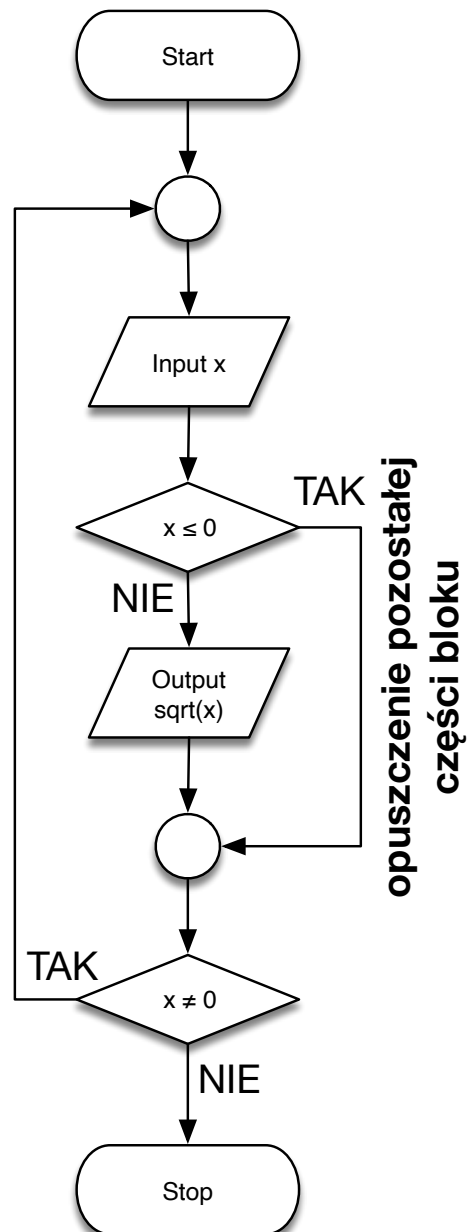 Start
Input x
x ≤ 0
TAK
NIE
Output
sqrt(x)
opuszczenie pozostałej
części bloku
TAK
x ≠ 0
NIE
Stop